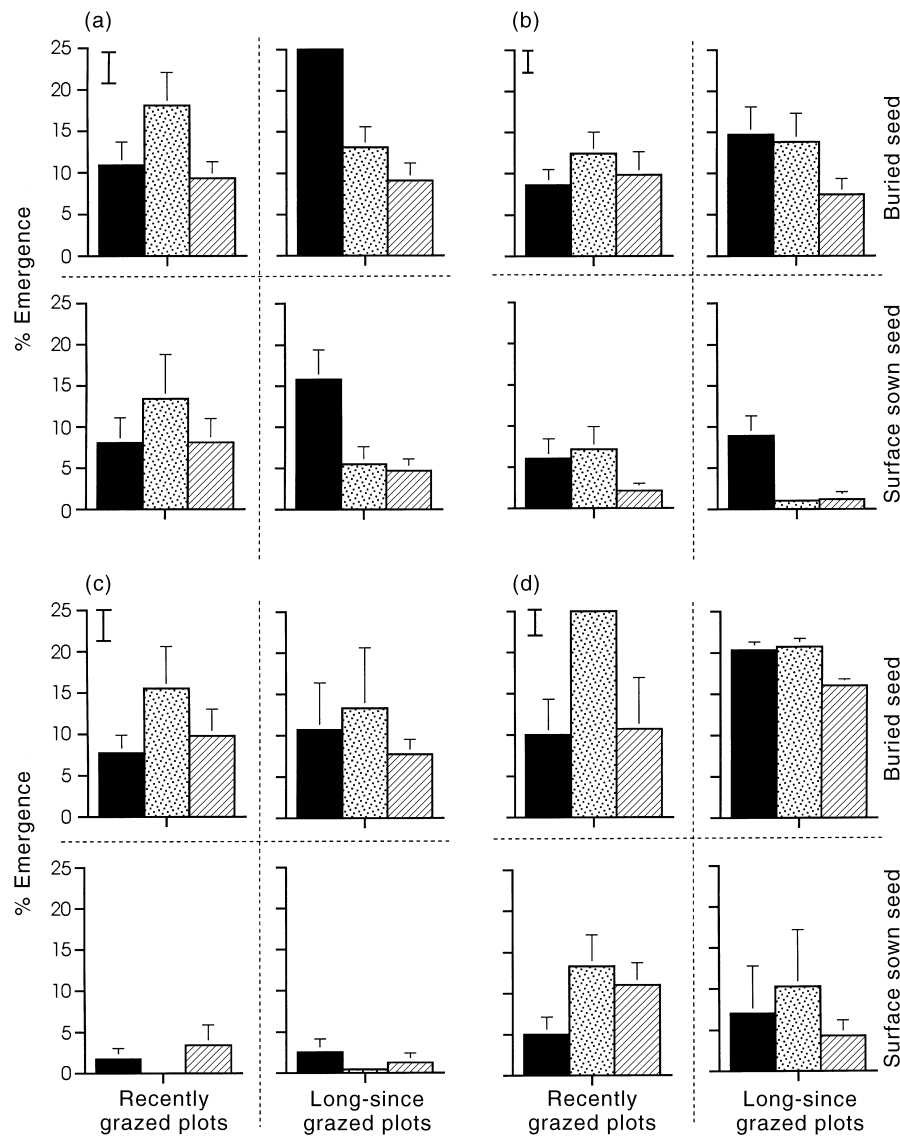 (a)
(b)
25
20
15
10
5
0
Buried seed
% Emergence
25
20
15
10
5
0
Surface sown seed
(c)
(d)
25
20
15
10
5
0
Buried seed
% Emergence
25
20
15
10
5
0
Surface sown seed
Recently
grazed plots
Long-since
grazed plots
Recently
grazed plots
Long-since
grazed plots